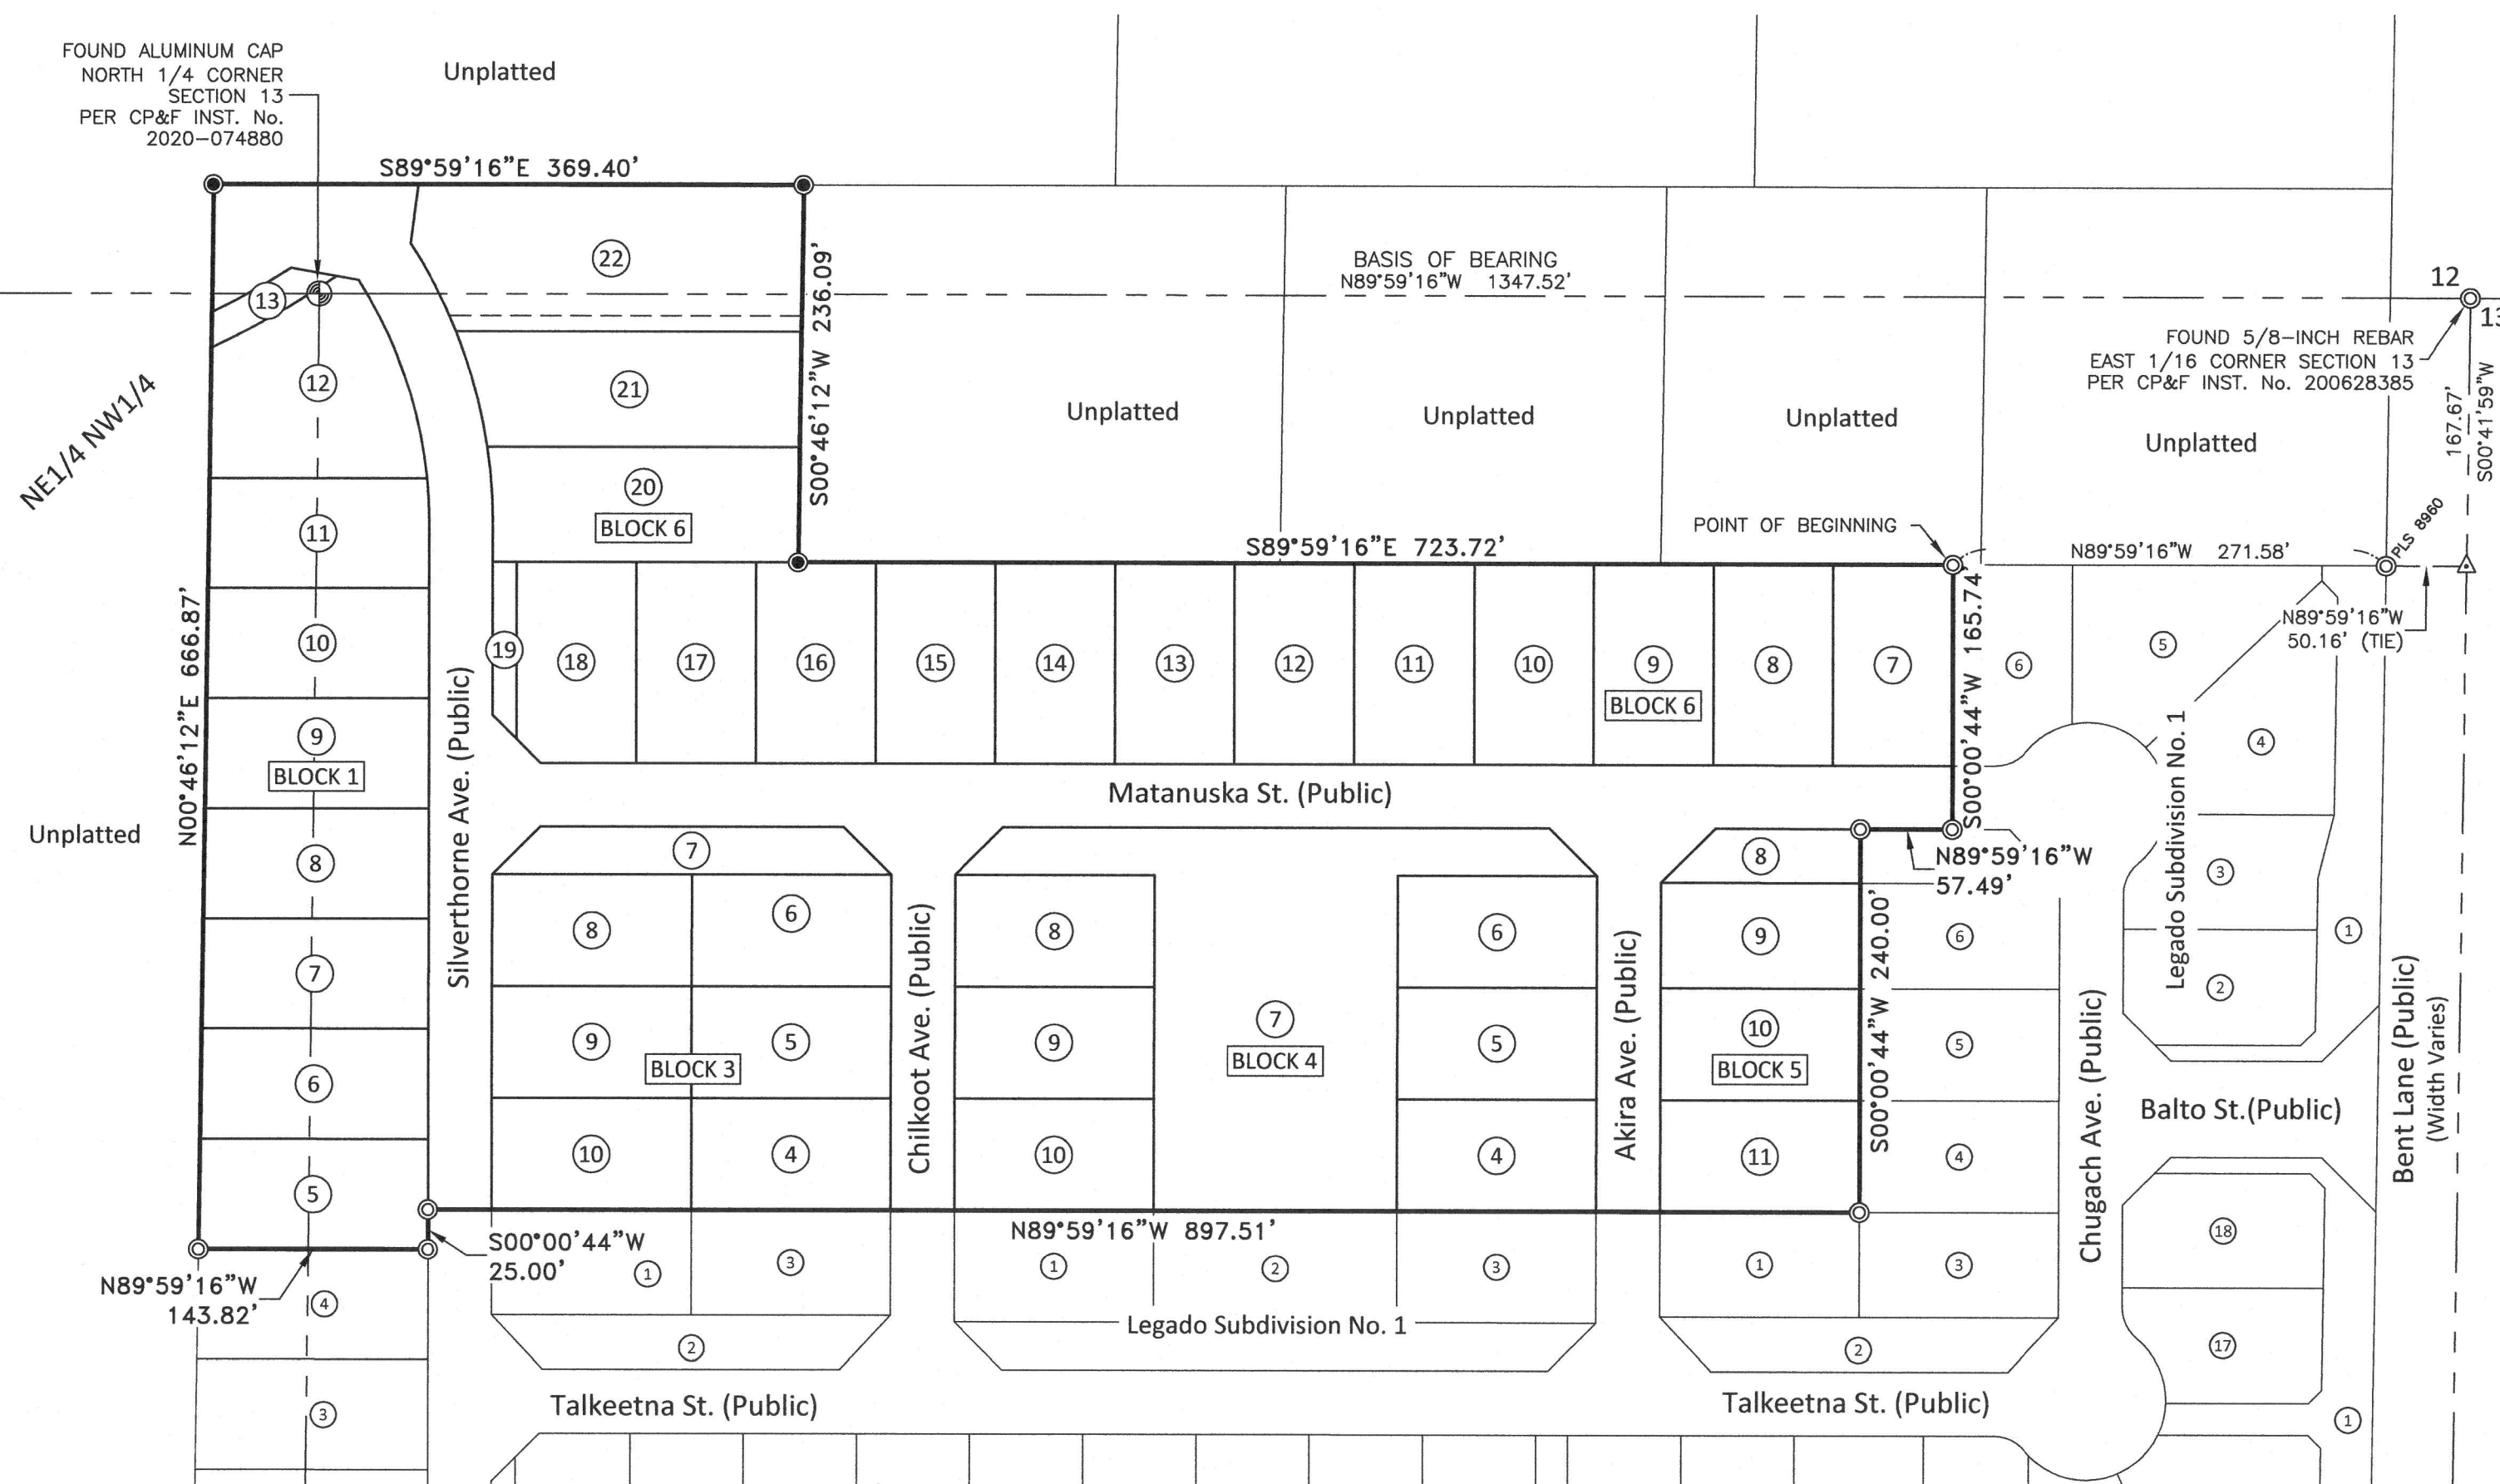 FOUND ALUMINUM CAP
NORTH 1/4 CORNER
SECTION 13
PER CP&F INST. No.
2020-074880
Unplatted
S89°59'16"E 369.40'
22
13
12
21
S00°46'12"W 236.09'
BASIS OF BEARING
N89°59'16"W 1347.52'
12
13
FOUND 5/8-INCH REBAR
EAST 1/16 CORNER SECTION 13
PER CP&F INST. No. 200628385
167.67'
S00°41'59"W
NE1/4 NW1/4
Unplatted
Unplatted
Unplatted
Unplatted
20
BLOCK 6
11
POINT OF BEGINNING
S89°59'16"E 723.72'
N89°59'16"W 271.58'
PLS 8960
N89°59'16"W
50.16' (TIE)
N00°46'12"E 666.87'
10
19
18
17
16
15
14
13
12
11
10
9
BLOCK 6
8
7
S00°00'44"W 165.74'
6
5
4
9
BLOCK 1
Silverthorne Ave. (Public)
Matanuska St. (Public)
Legado Subdivision No. 1
Unplatted
8
7
6
5
7
8
6
9
5
BLOCK 3
10
4
Chilkoot Ave. (Public)
8
9
10
7
BLOCK 4
6
5
4
Akira Ave. (Public)
8
9
10
BLOCK 5
11
N89°59'16"W
57.49'
S00°00'44"W 240.00'
6
5
4
Chugach Ave. (Public)
3
2
1
Balto St.(Public)
Bent Lane (Public)
(Width Varies)
S00°00'44"W
25.00'
N89°59'16"W 897.51'
N89°59'16"W
143.82'
4
3
1
3
2
1
2
3
Legado Subdivision No. 1
1
3
2
18
17
1
Talkeetna St. (Public)
Talkeetna St. (Public)